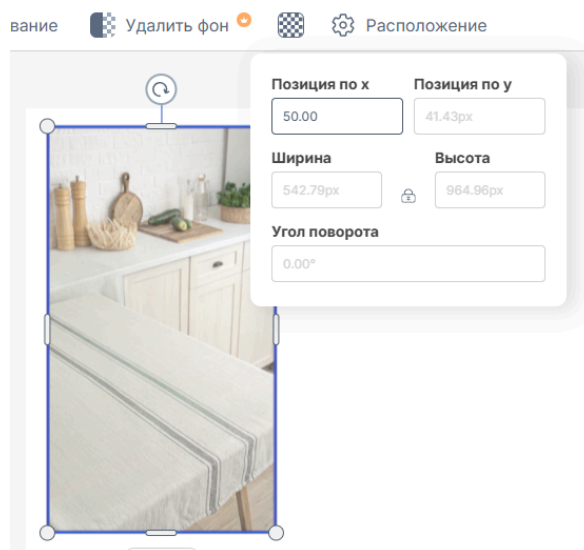 вание Удалить фон Расположение
Позиция по x Позиция по y
50.00 41.43px
Ширина Высота
542.79px 964.96px
Угол поворота
0.00°